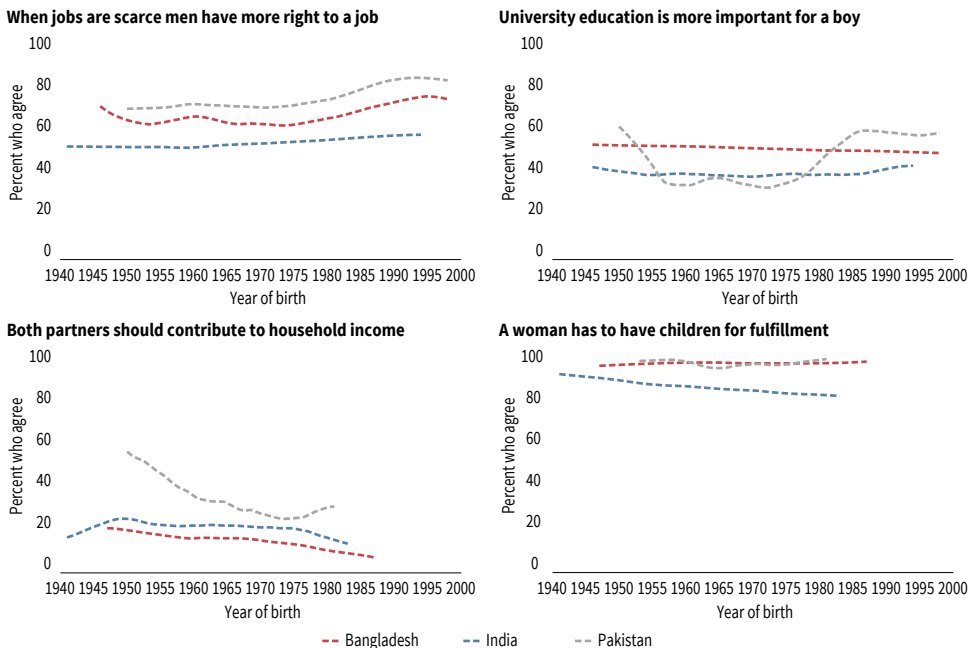 When jobs are scarce men have more right to a job
100
80
60
40
20
0
Percent who agree
1940 1945 1950 1955 1960 1965 1970 1975 1980 1985 1990 1995 2000
Year of birth
University education is more important for a boy
100
80
60
40
20
0
Percent who agree
1940 1945 1950 1955 1960 1965 1970 1975 1980 1985 1990 1995 2000
Year of birth
Both partners should contribute to household income
100
80
60
40
20
0
Percent who agree
1940 1945 1950 1955 1960 1965 1970 1975 1980 1985 1990 1995 2000
Year of birth
A woman has to have children for fulfillment
100
80
60
40
20
0
Percent who agree
1940 1945 1950 1955 1960 1965 1970 1975 1980 1985 1990 1995 2000
Year of birth
Bangladesh India Pakistan